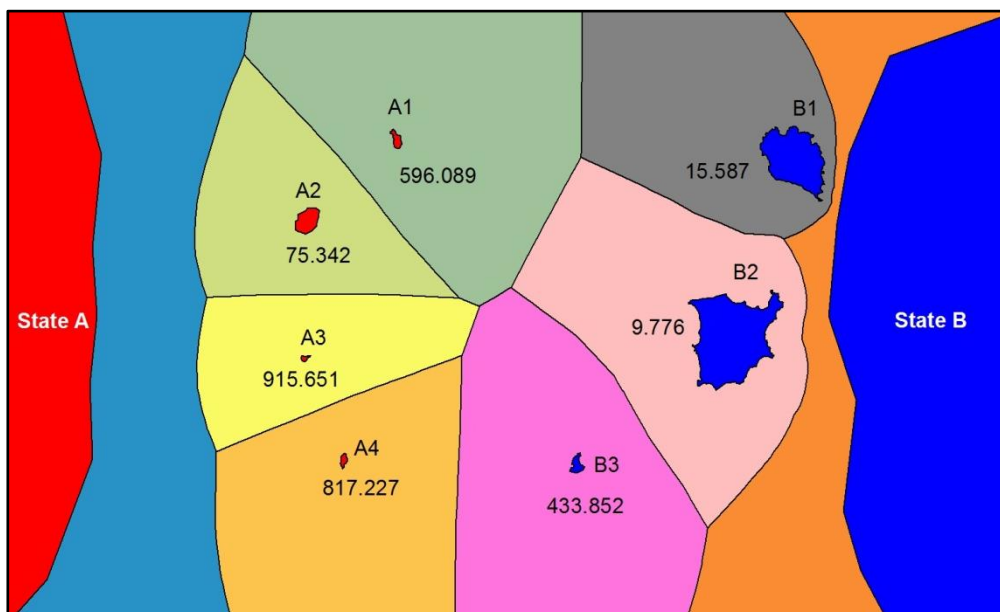 A1
596.089
B1
15.587
A2
75.342
B2
9.776
State A
State B
A3
915.651
A4
817.227
B3
433.852